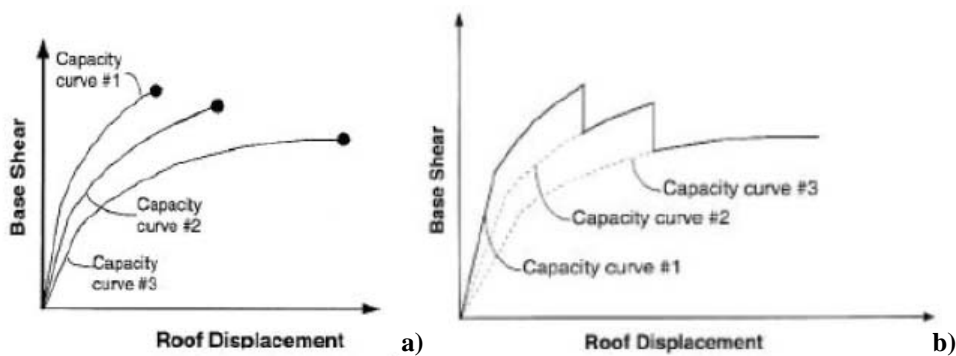 Capacity
curve #1
Capacity
curve #2
Capacity
curve #3
Base Shear
Roof Displacement
a)
Capacity curve #3
Capacity curve #2
Capacity curve #1
Base Shear
Roof Displacement
b)